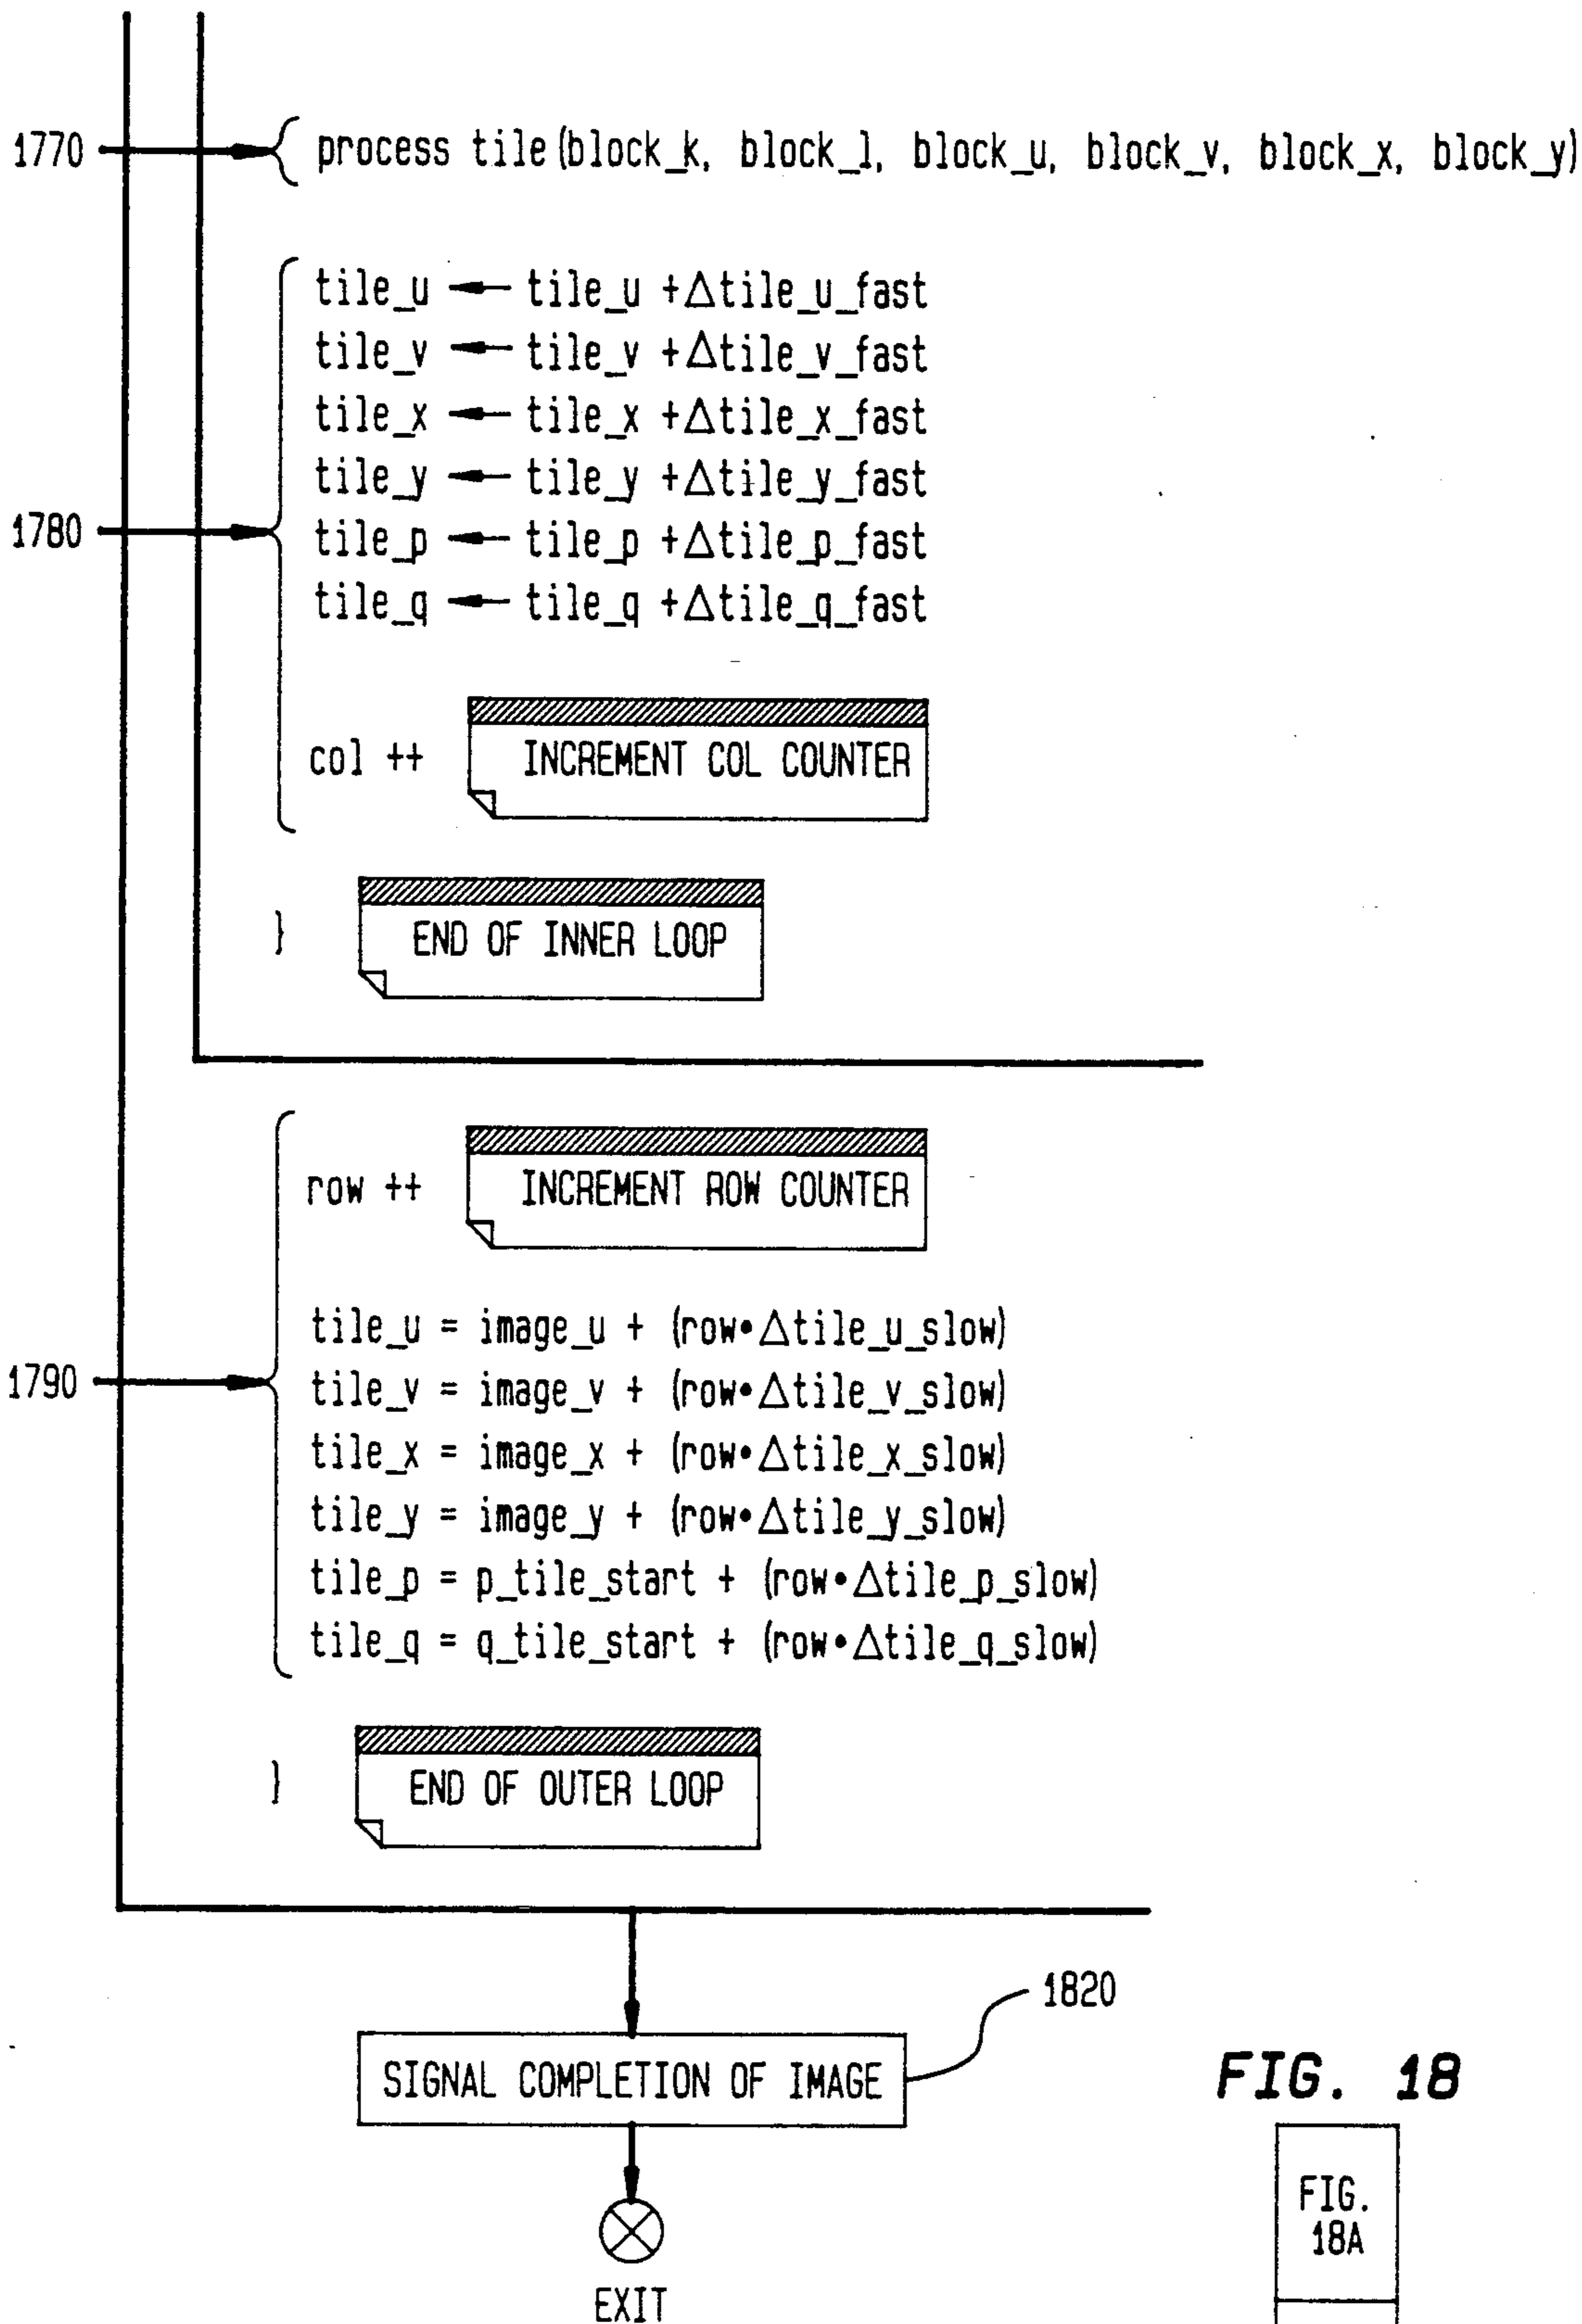 1770 { process tile(block_k, block_l, block_u, block_v, block_x, block_y)
tile_u ← tile_u +Δtile_u_fast
tile_v ← tile_v +Δtile_v_fast
tile_x ← tile_x +Δtile_x_fast
tile_y ← tile_y +Δtile_y_fast
1780 tile_p ← tile_p +Δtile_p_fast
tile_q ← tile_q +Δtile_q_fast
col ++ INCREMENT COL COUNTER
} END OF INNER LOOP
row ++ INCREMENT ROW COUNTER
tile_u = image_u + (row•Δtile_u_slow)
1790 tile_v = image_v + (row•Δtile_v_slow)
tile_x = image_x + (row•Δtile_x_slow)
tile_y = image_y + (row•Δtile_y_slow)
tile_p = p_tile_start + (row•Δtile_p_slow)
tile_q = q_tile_start + (row•Δtile_q_slow)
} END OF OUTER LOOP
1820
SIGNAL COMPLETION OF IMAGE
EXIT
FIG. 18
FIG.
18A